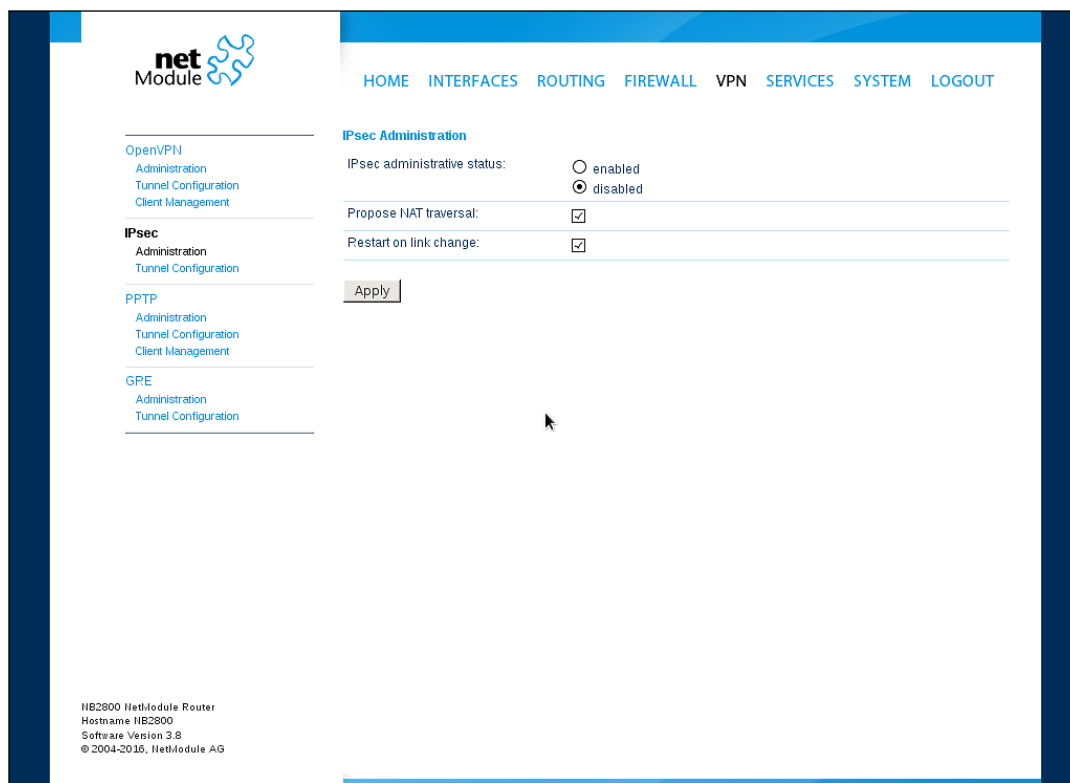 net
Module
HOME INTERFACES ROUTING FIREWALL VPN SERVICES SYSTEM LOGOUT
OpenVPN
Administration
Tunnel Configuration
Client Management
IPsec
Administration
Tunnel Configuration
PPTP
Administration
Tunnel Configuration
Client Management
GRE
Administration
Tunnel Configuration
IPsec Administration
IPsec administrative status:
enabled
disabled
Propose NAT traversal:
Restart on link change:
Apply
NB2800 NetModule Router
Hostname NB2800
Software Version 3.8
© 2004-2016, NetModule AG